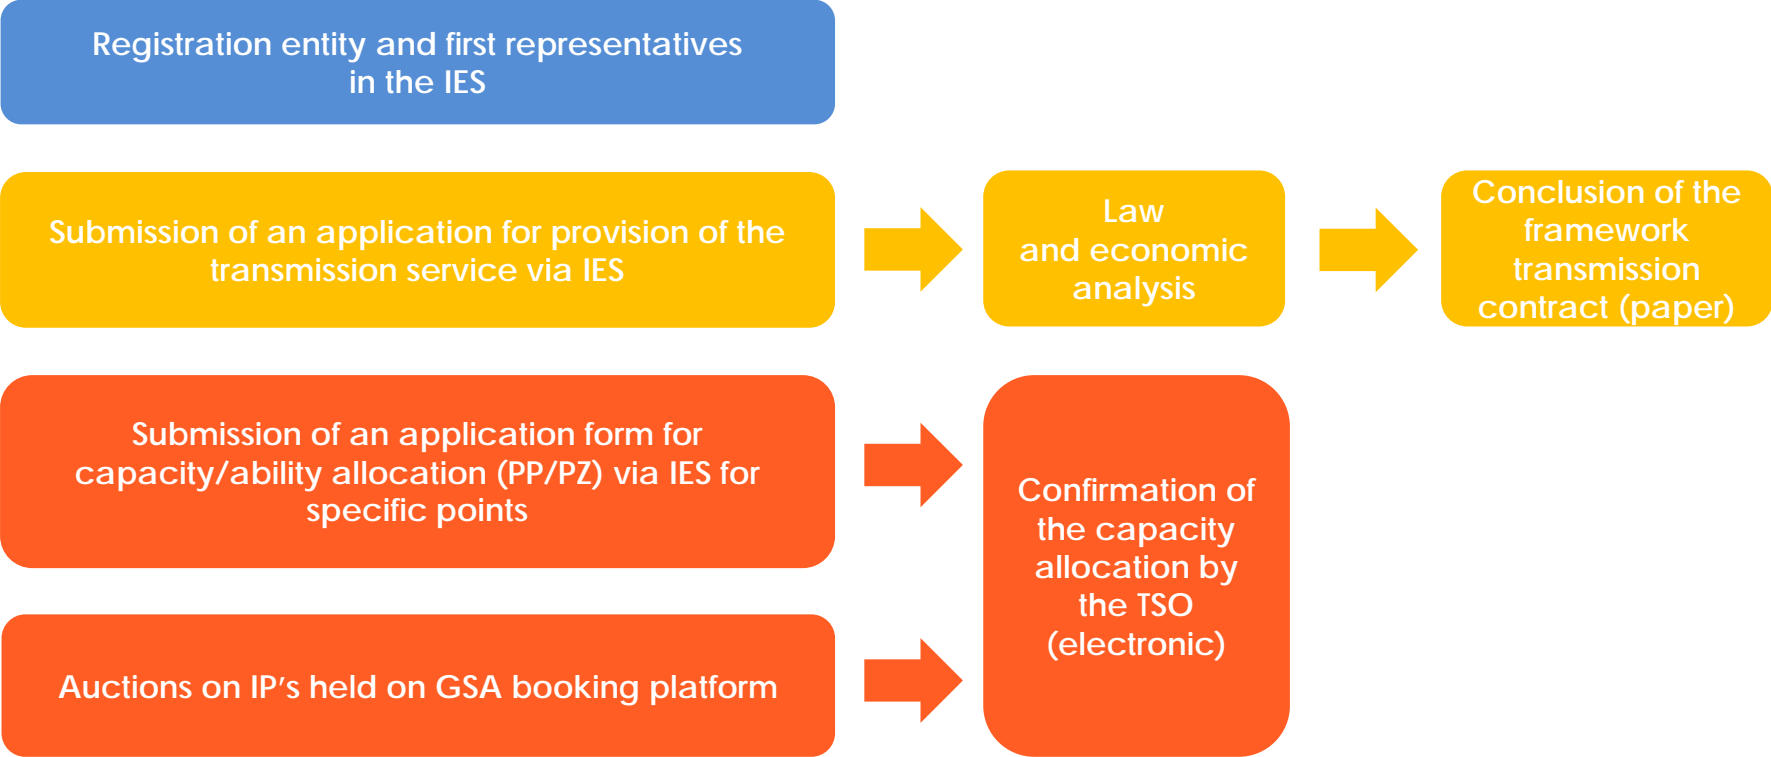 Registration entity and first representatives
in the IES
Submission of an application for provision of the
transmission service via IES
Law
and economic
analysis
Conclusion of the
framework
transmission
contract (paper)
Submission of an application form for
capacity/ability allocation (PP/PZ) via IES for
specific points
Confirmation of
the capacity
allocation by
the TSO
(electronic)
Auctions on IP’s held on GSA booking platform